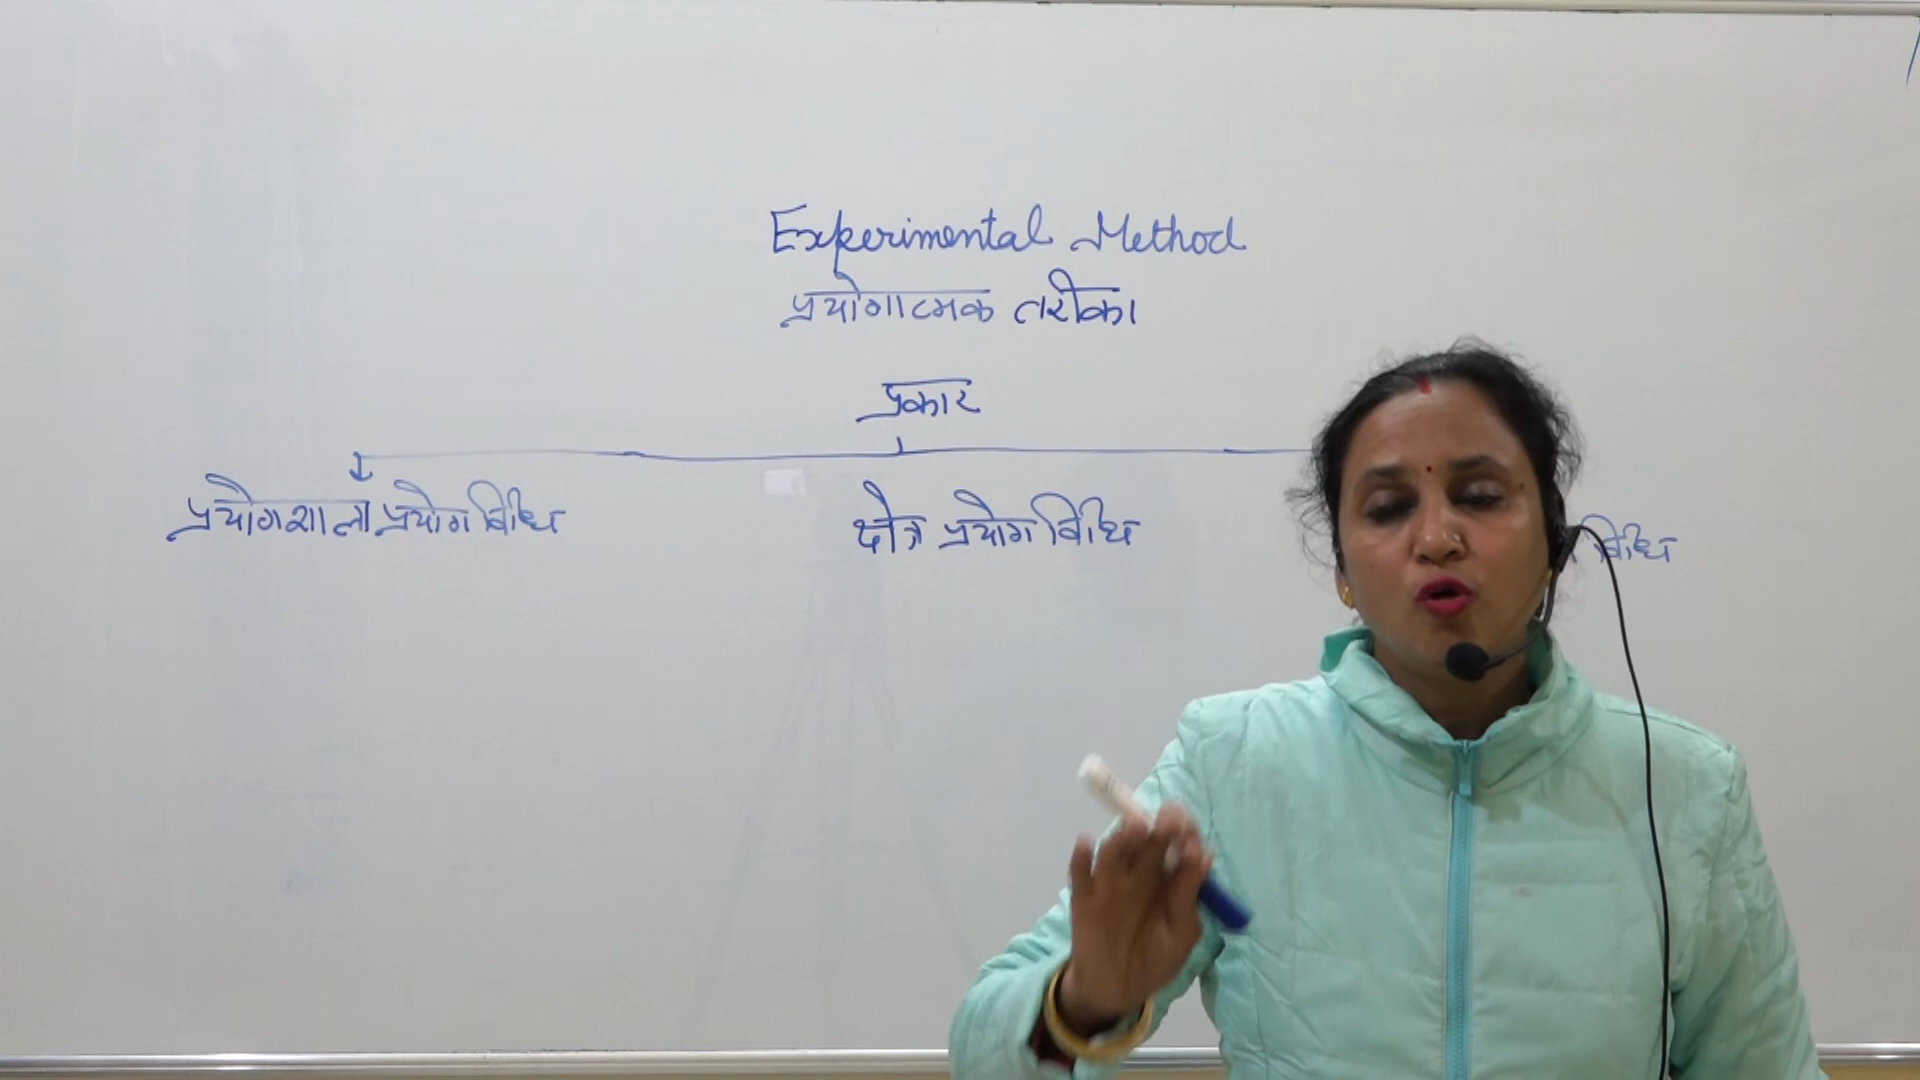 Experimental Method
प्रयोगात्मक तरीका
प्रकार
प्रयोगशाला प्रयोग विधि
क्षेत्र प्रयोग विधि
विधि